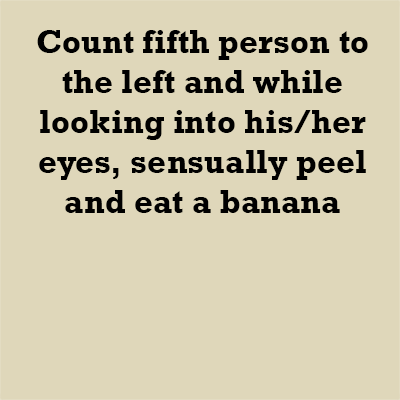 Count fifth person to
the left and while
looking into his/her
eyes, sensually peel
and eat a banana